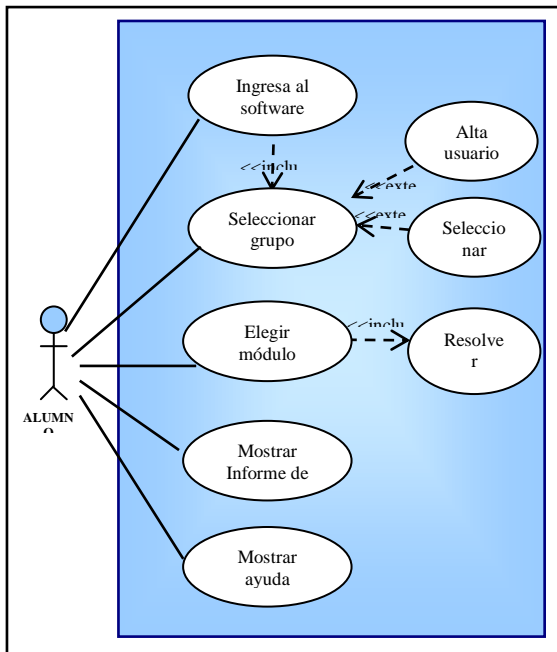 Ingresa al
software
<<inclu
Alta
usuario
<<exte
Seleccionar
grupo
<<exte
Seleccio
nar
Elegir
módulo
<<inclu
Resolve
r
ALUMN
O
Mostrar
Informe de
Mostrar
ayuda